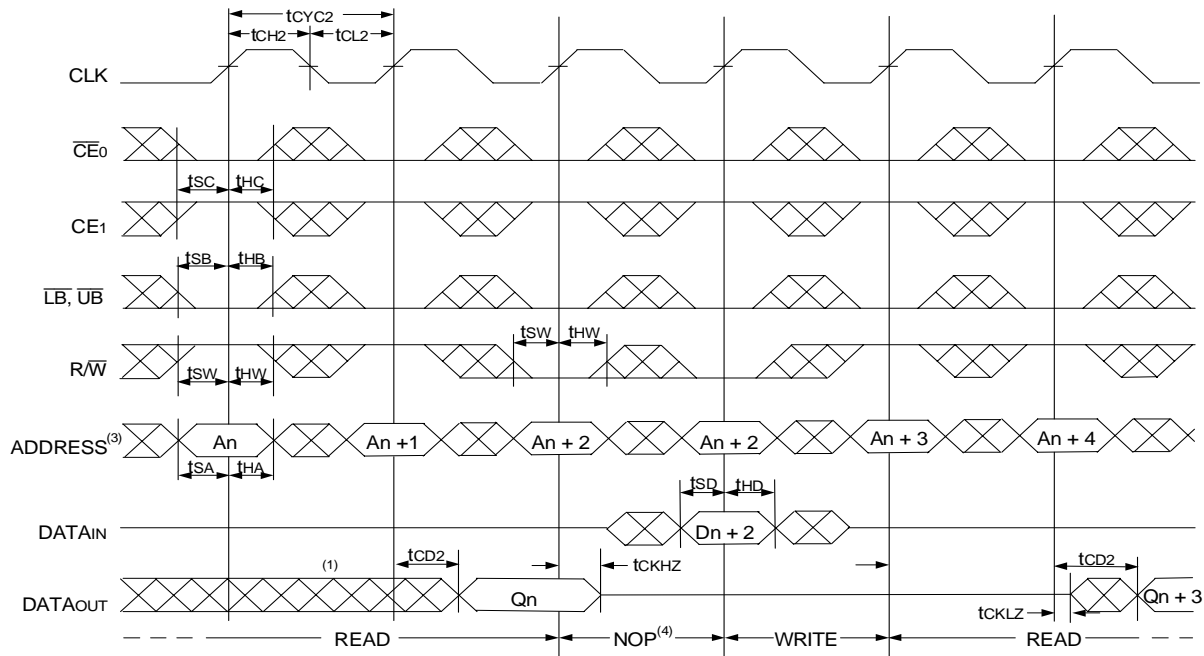 tCYC2
tCH2 tCL2
CLK
CE0
tSC tHC
CE1
tSB tHB
LB, UB
tSW tHW
R/W
tSW tHW
ADDRESS(3) An An + 1 An + 2 An + 2 An + 3 An + 4
tSA tHA
tSD tHD
DATAIN Dn + 2
(1) tCD2 tCKHZ tCD2
DATAOUT Qn Qn + 3
tCKLZ
READ NOP(4) WRITE READ